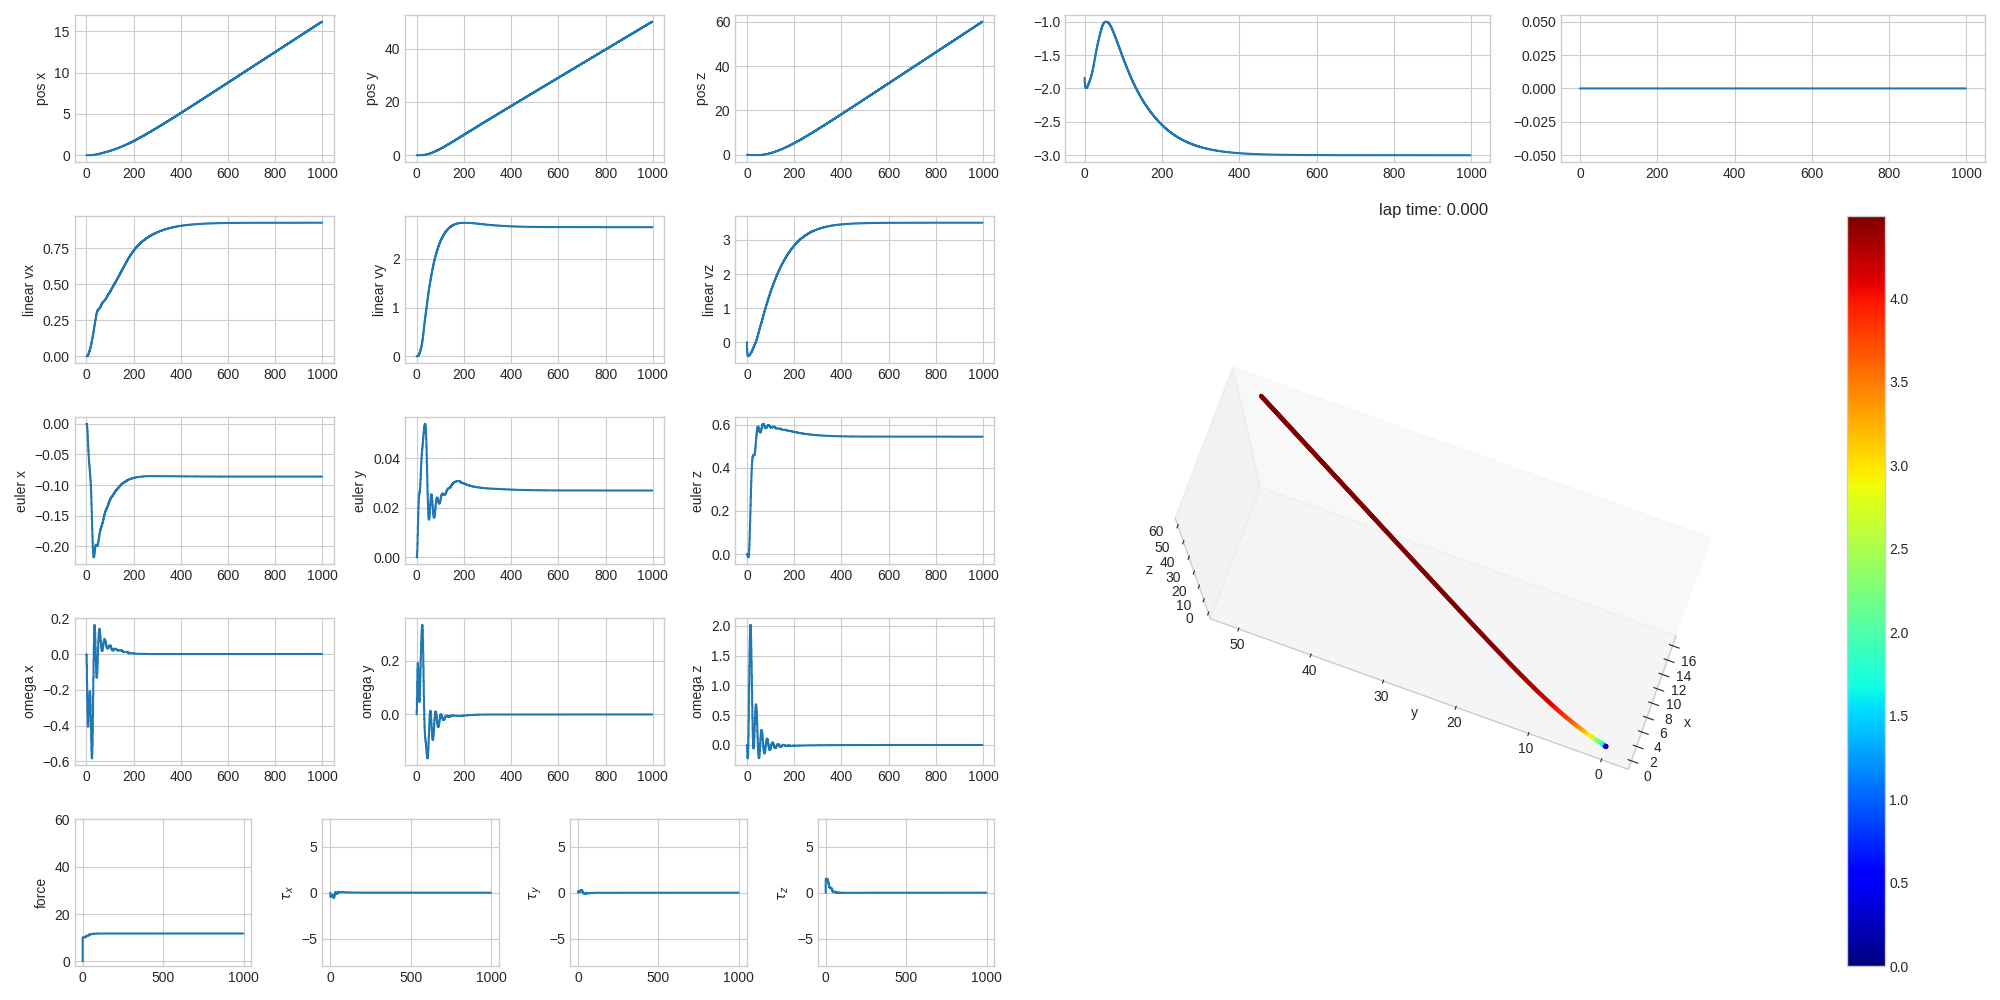 pos x
15
10
5
0
0 200 400 600 800 1000
pos y
40
20
0
0 200 400 600 800 1000
pos z
60
40
20
0
0 200 400 600 800 1000
−1.0
−1.5
−2.0
−2.5
−3.0
0 200 400 600 800 1000
0.050
0.025
0.000
−0.025
−0.050
0 200 400 600 800 1000
linear vx
0.75
0.50
0.25
0.00
0 200 400 600 800 1000
linear vy
2
1
0
0 200 400 600 800 1000
linear vz
3
2
1
0
0 200 400 600 800 1000
lap time: 0.000
euler x
0.00
−0.05
−0.10
−0.15
−0.20
0 200 400 600 800 1000
euler y
0.04
0.02
0.00
0 200 400 600 800 1000
euler z
0.6
0.4
0.2
0.0
0 200 400 600 800 1000
omega x
0.2
0.0
−0.2
−0.4
−0.6
0 200 400 600 800 1000
omega y
0.2
0.0
0 200 400 600 800 1000
omega z
2.0
1.5
1.0
0.5
0.0
0 200 400 600 800 1000
force
60
40
20
0
0 500 1000
τx
5
0
−5
0 500 1000
τy
5
0
−5
0 500 1000
τz
5
0
−5
0 500 1000
z
60
50
40
30
20
10
0
y
50
40
30
20
10
0
x
16
14
12
10
8
6
4
2
0
4.0
3.5
3.0
2.5
2.0
1.5
1.0
0.5
0.0